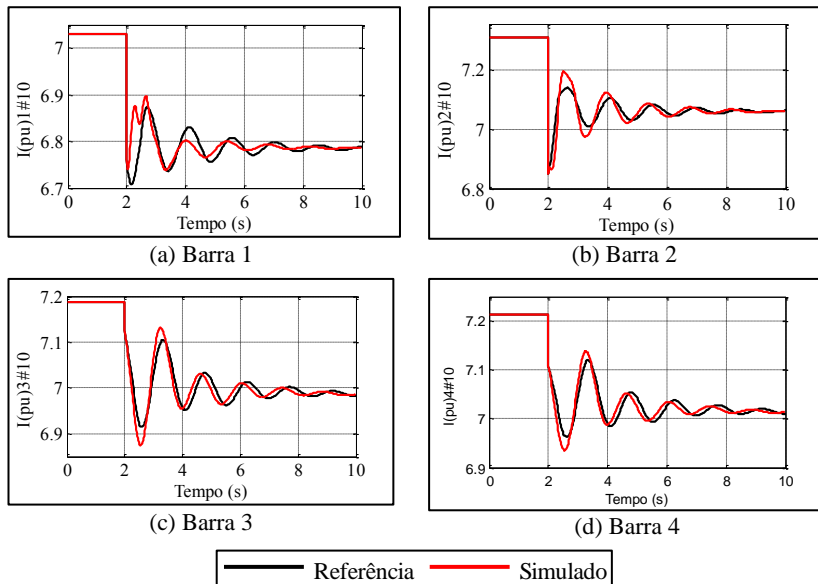 7
6.9
6.8
6.7
I(pu)1#10
0 2 4 6 8 10
Tempo (s)
(a) Barra 1
7.2
7
6.8
I(pu)2#10
0 2 4 6 8 10
Tempo (s)
(b) Barra 2
7.2
7.1
7
6.9
I(pu)3#10
0 2 4 6 8 10
Tempo (s)
(c) Barra 3
7.2
7.1
7
6.9
I(pu)4#10
0 2 4 6 8 10
Tempo (s)
(d) Barra 4
Referência Simulado